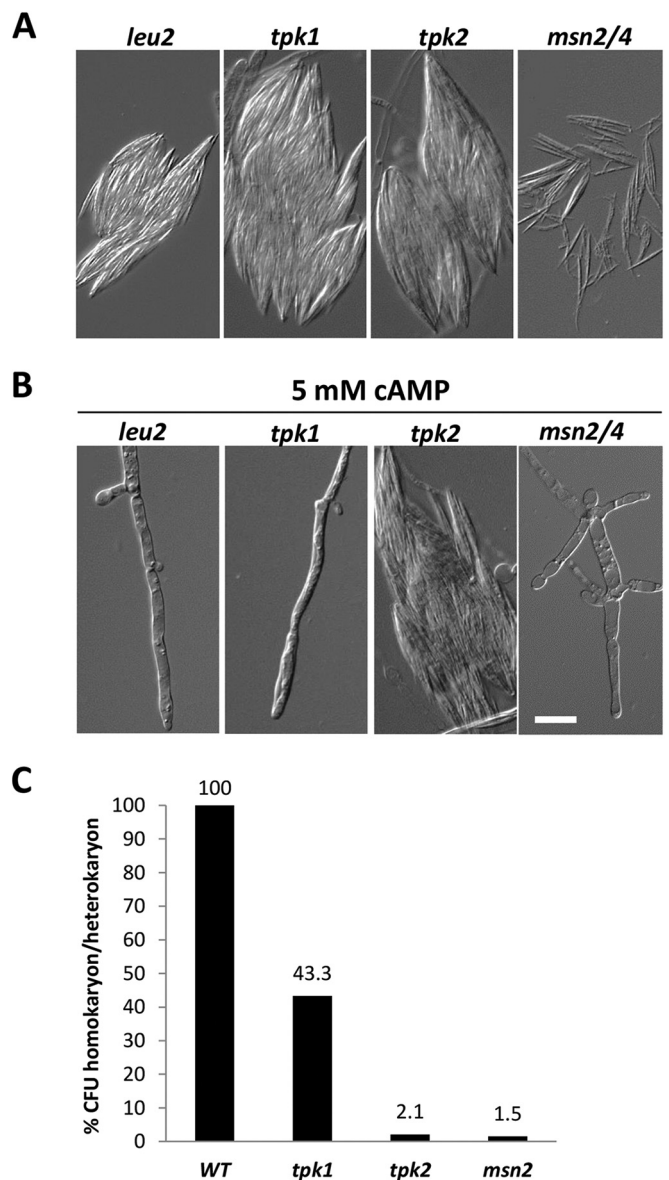 A
leu2 tpk1 tpk2 msn2/4
B
5 mM cAMP
leu2 tpk1 tpk2 msn2/4
C
% CFU homokaryon/heterokaryon
100
90
80
70
60
50
40
30
20
10
0
100
43.3
2.1
1.5
WT tpk1 tpk2 msn2